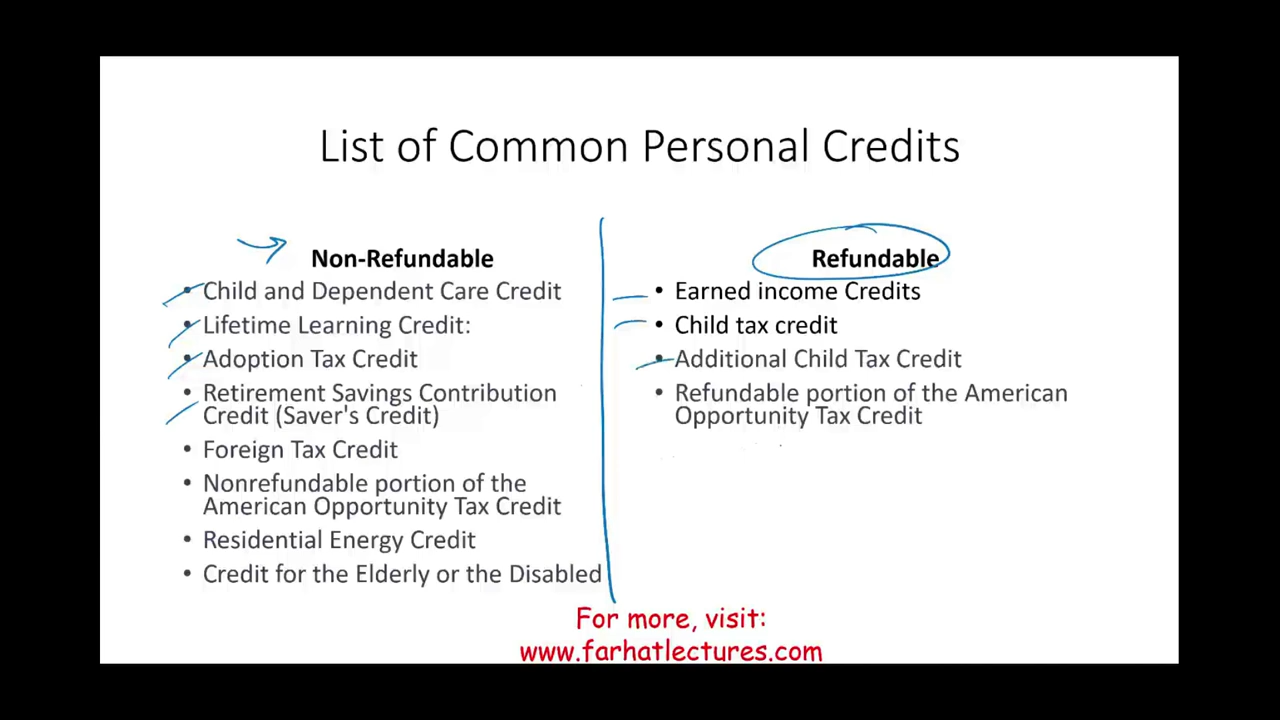 List of Common Personal Credits
Non-Refundable
• Child and Dependent Care Credit
• Lifetime Learning Credit:
• Adoption Tax Credit
• Retirement Savings Contribution
Credit (Saver's Credit)
• Foreign Tax Credit
• Nonrefundable portion of the
American Opportunity Tax Credit
• Residential Energy Credit
• Credit for the Elderly or the Disabled
Refundable
• Earned income Credits
• Child tax credit
• Additional Child Tax Credit
• Refundable portion of the American
Opportunity Tax Credit
For more, visit:
www.farhatlectures.com